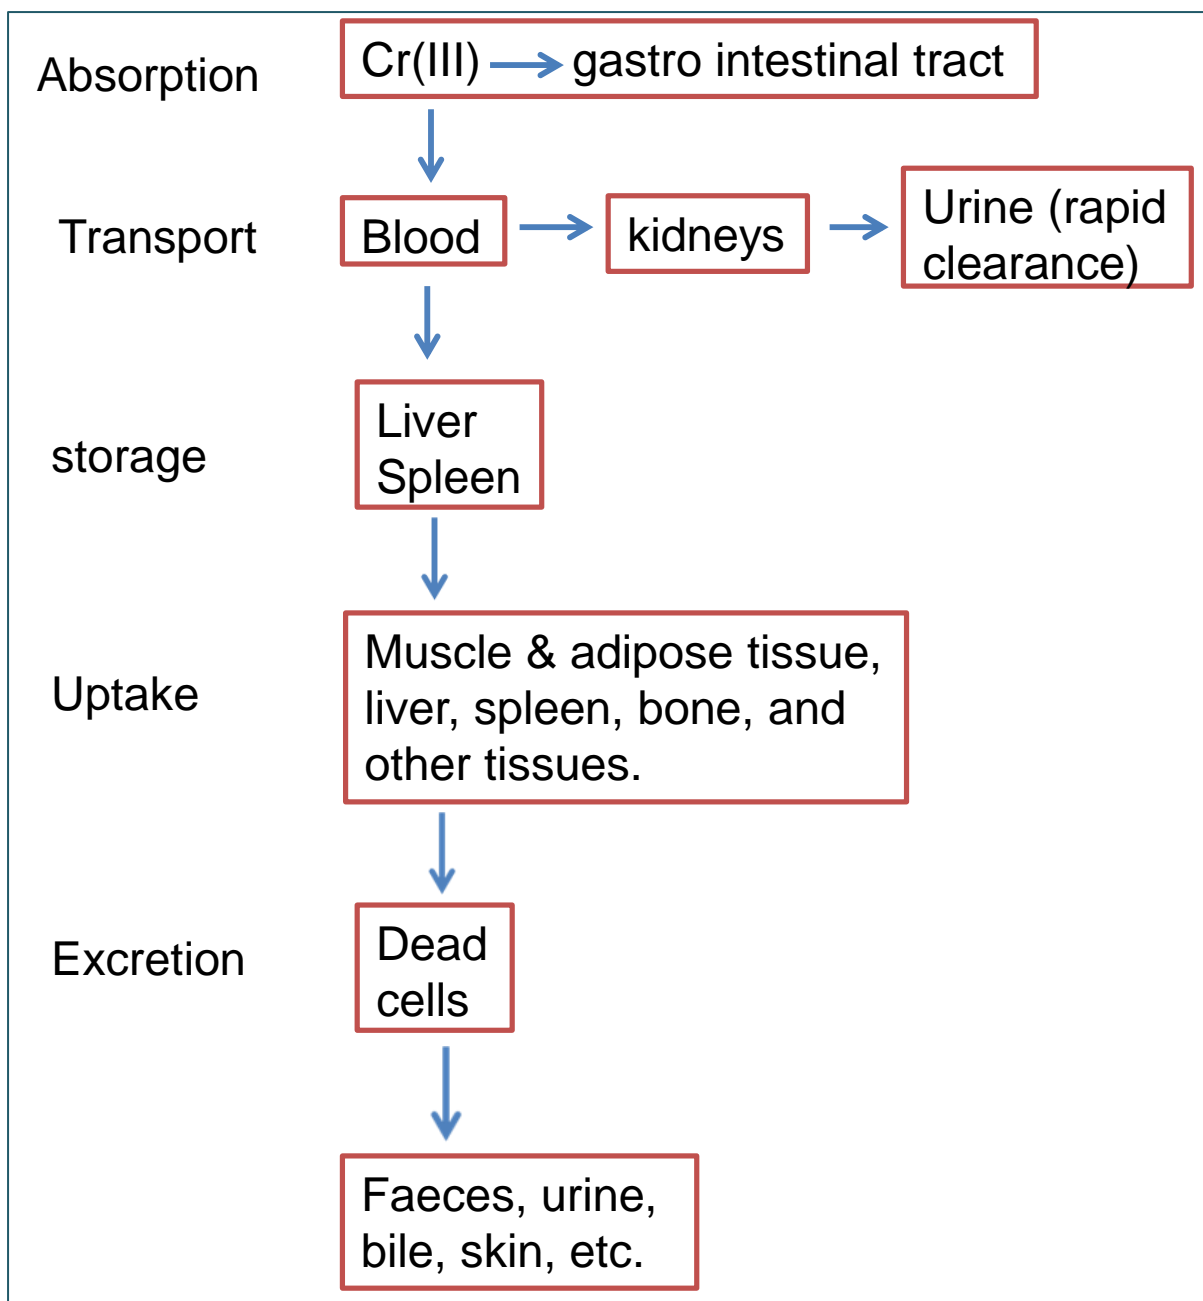 Absorption
Cr(III) gastro intestinal tract
Transport
Blood
kidneys
Urine (rapid
clearance)
storage
Liver
Spleen
Uptake
Muscle & adipose tissue,
liver, spleen, bone, and
other tissues.
Excretion
Dead
cells
Faeces, urine,
bile, skin, etc.